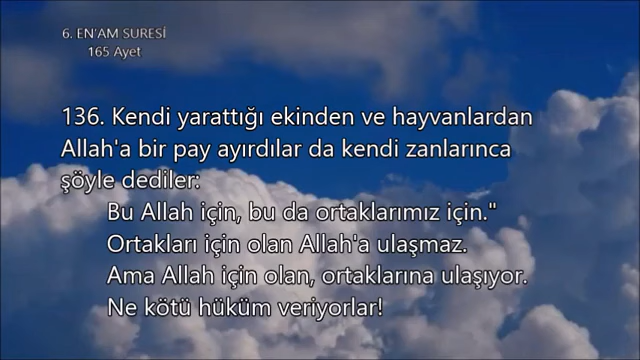 6. EN'AM SURESİ
165 Ayet
136. Kendi yarattığı ekinden ve hayvanlardan
Allah'a bir pay ayırdılar da kendi zanlarınca
şöyle dediler:
Bu Allah için, bu da ortaklarımız için."
Ortakları için olan Allah'a ulaşmaz.
Ama Allah için olan, ortaklarına ulaşıyor.
Ne kötü hüküm veriyorlar!